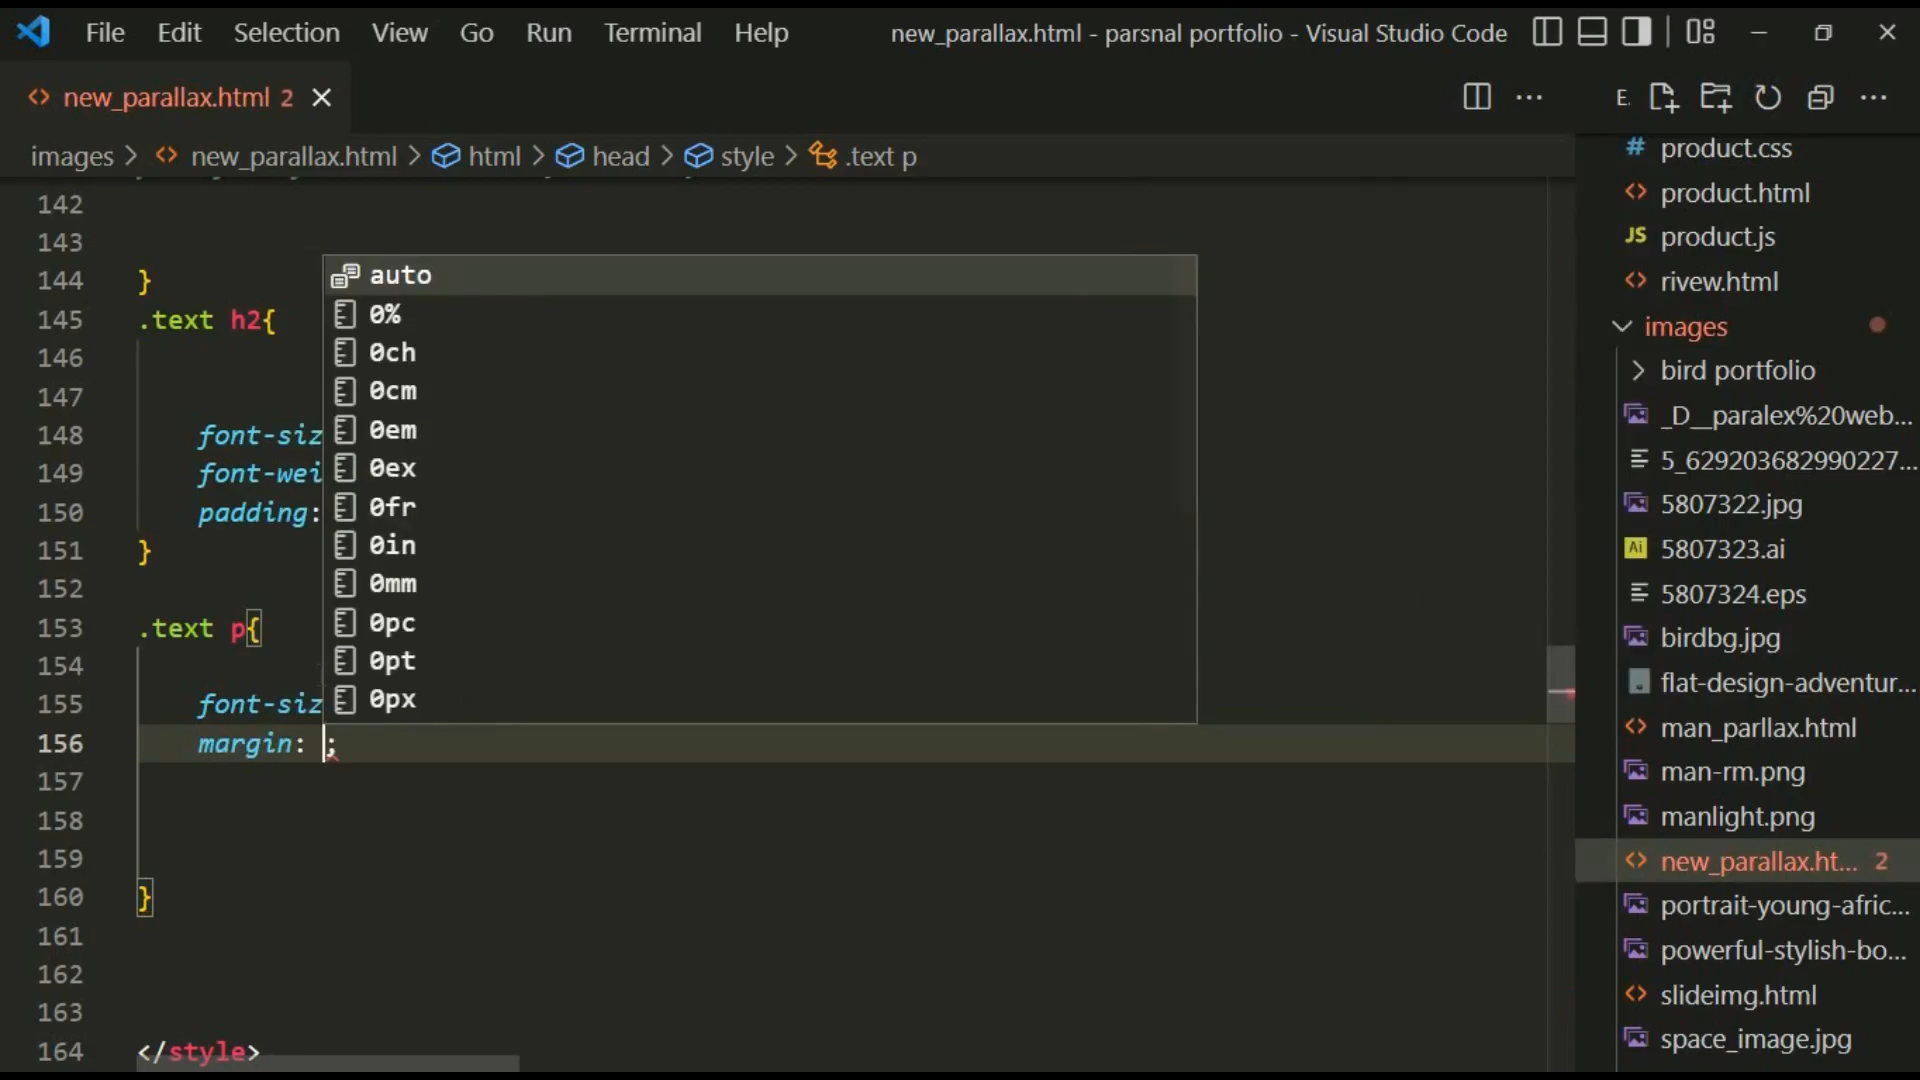 File Edit Selection View Go Run Terminal Help new_parallax.html - parsnal portfolio - Visual Studio Code
new_parallax.html 2
E.
images > new_parallax.html > html > head > style > .text p
142
143
144 }
145 .text h2{
146
147
148 font-siz
149 font-wei
150 padding:
151 }
152
153 .text p{
154
155 font-siz
156 margin: ;
157
158
159
160 }
161
162
163
164 </style>
auto
0%
0ch
0cm
0em
0ex
0fr
0in
0mm
0pc
0pt
0px
# product.css
product.html
JS product.js
rivew.html
images
bird portfolio
_D__paralex%20web...
5_629203682990227...
5807322.jpg
Ai 5807323.ai
5807324.eps
birdbg.jpg
flat-design-adventur...
man_parllax.html
man-rm.png
manlight.png
new_parallax.ht... 2
portrait-young-afric...
powerful-stylish-bo...
slideimg.html
space_image.jpg